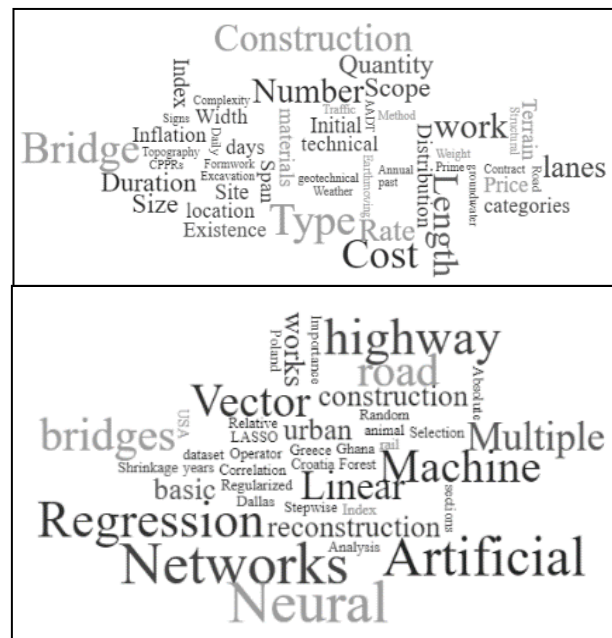 Construction
Quantity
Index
Number
Scope
Complexity
Signs
Width
Traffic
AADT
Method
Terrain
Structural
Inflation
Daily
materials
Initial
work
Bridge
Topography
days
technical
Distribution
Weight
CPPRs
Formwork
Span
Earthmoving
Annual
Prime
groundwater
Contract
Road
lanes
Duration
Excavation
geotechnical
past
Length
Price
Size
Site
Weather
categories
location
Type
Rate
Existence
Cost
works
Importance
highway
Poland
road
Absolute
Vector
construction
USA
Relative
Random
bridges
LASSO
urban
animal
Selection
Multiple
dataset
Operator
Greece
Ghana
rail
Shrinkage
years
Correlation
Croatia
Forest
Machine
basic
Regularized
Linear
sections
Dallas
Stepwise
Index
Regression
reconstruction
Analysis
Networks
Artificial
Neural